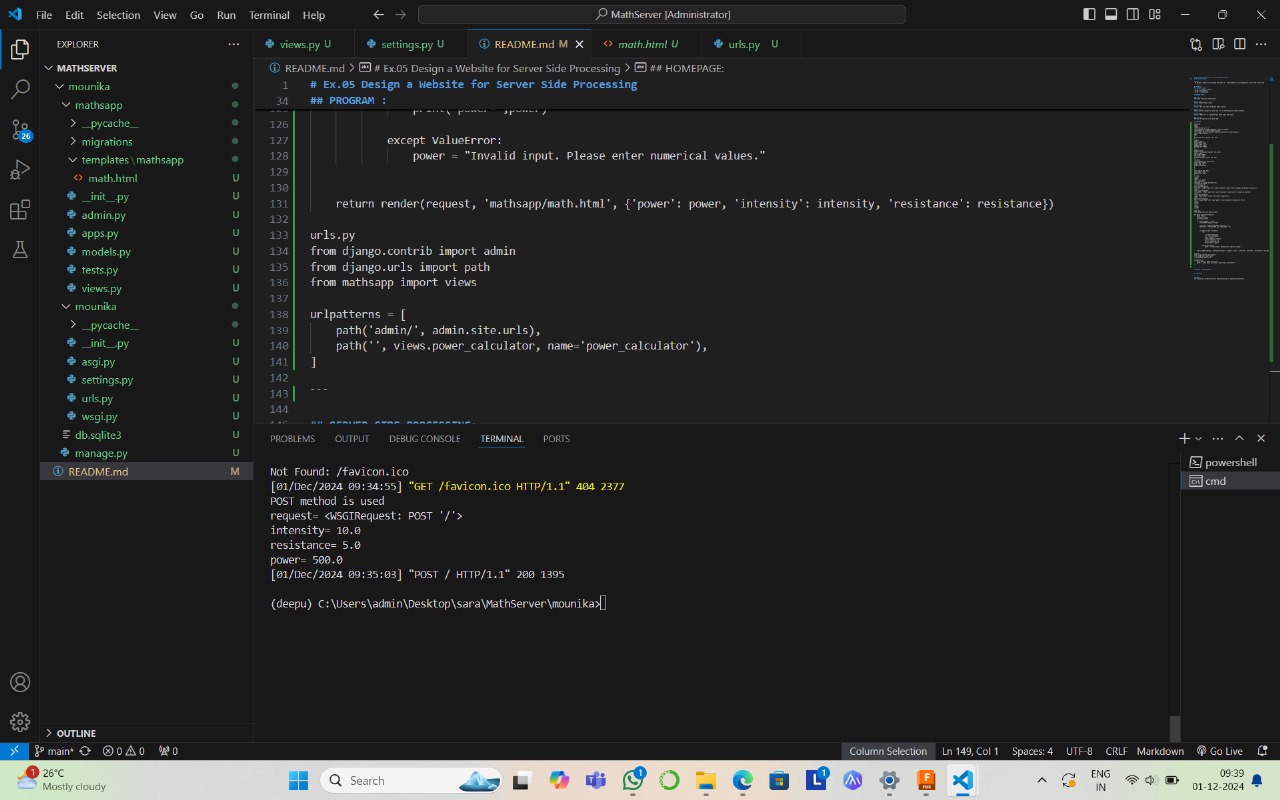 File Edit Selection View Go Run Terminal Help
MathServer [Administrator]
EXPLORER
views.py U
settings.py U
README.md M
math.html U
urls.py U
README.md > # Ex.05 Design a Website for Server Side Processing > ## HOMEPAGE:
MATHSERVER
mounika
mathsapp
__pycache__
migrations
templates \ mathsapp
math.html U
__init__.py U
admin.py U
apps.py U
models.py U
tests.py U
views.py U
mounika
__pycache__
__init__.py U
asgi.py U
settings.py U
urls.py U
wsgi.py U
db.sqlite3 U
manage.py U
README.md M
OUTLINE
26
1 # Ex.05 Design a Website for Server Side Processing
34 ## PROGRAM :
126
127 except ValueError:
128 power = "Invalid input. Please enter numerical values."
129
130
131 return render(request, 'mathsapp/math.html', {'power': power, 'intensity': intensity, 'resistance': resistance})
132
133 urls.py
134 from django.contrib import admin
135 from django.urls import path
136 from mathsapp import views
137
138 urlpatterns = [
139 path('admin/', admin.site.urls),
140 path('', views.power_calculator, name='power_calculator'),
141 ]
142
143 ---
144
PROBLEMS OUTPUT DEBUG CONSOLE TERMINAL PORTS
Not Found: /favicon.ico
[01/Dec/2024 09:34:55] "GET /favicon.ico HTTP/1.1" 404 2377
POST method is used
request= <WSGIRequest: POST '/'>
intensity= 10.0
resistance= 5.0
power= 500.0
[01/Dec/2024 09:35:03] "POST / HTTP/1.1" 200 1395
(deepu) C:\Users\admin\Desktop\sara\MathServer\mounika>
powershell
cmd
main* 0 0 0 Column Selection Ln 149, Col 1 Spaces: 4 UTF-8 CRLF Markdown Go Live
1 26°C
Mostly cloudy
Search
1
1
ENG
IN
09:39
01-12-2024